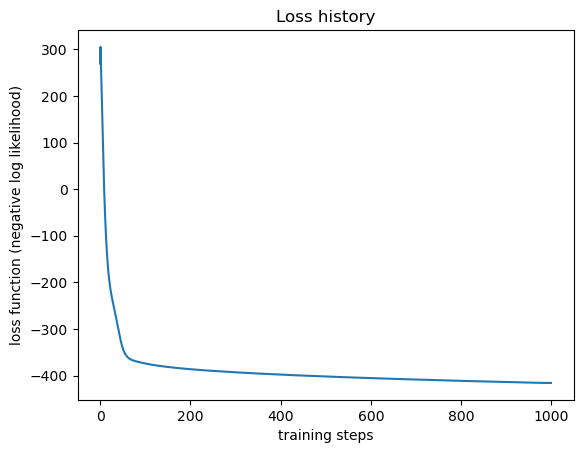 Loss history
loss function (negative log likelihood)
300
200
100
0
−100
−200
−300
−400
0 200 400 600 800 1000
training steps